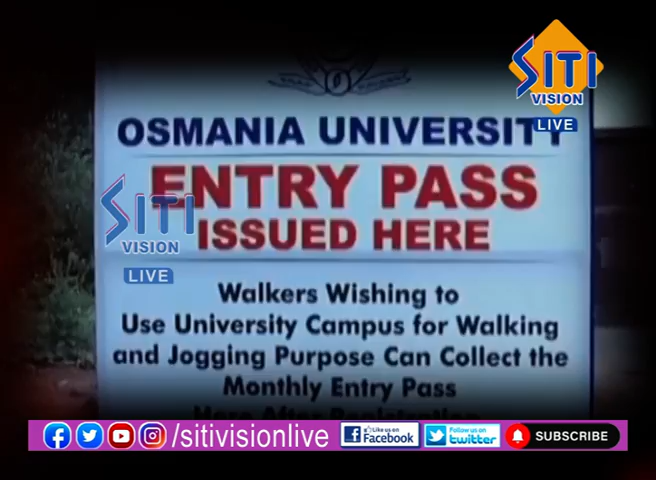 SITI
VISION
LIVE
OSMANIA UNIVERSITY
ENTRY PASS
ISSUED HERE
SITI
VISION
LIVE
Walkers Wishing to
Use University Campus for Walking
and Jogging Purpose Can Collect the
Monthly Entry Pass
Here After
/sitivisionlive
Like us on
Facebook
Follow us on
twitter
SUBSCRIBE